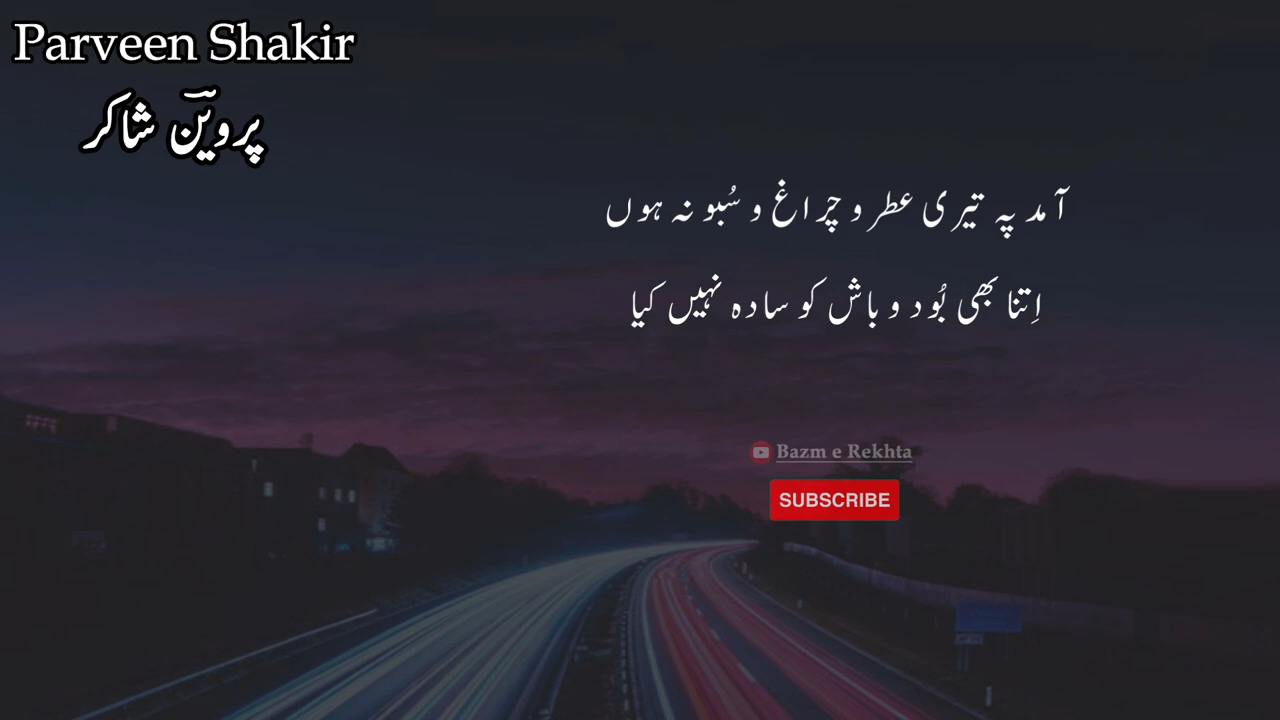 Parveen Shakir
پروینؔ شاکر
آمد پہ تیری عطر و چراغ و سُبو نہ ہوں
اِتنا بھی بُود و باش کو سادہ نہیں کیا
Bazm e Rekhta
SUBSCRIBE